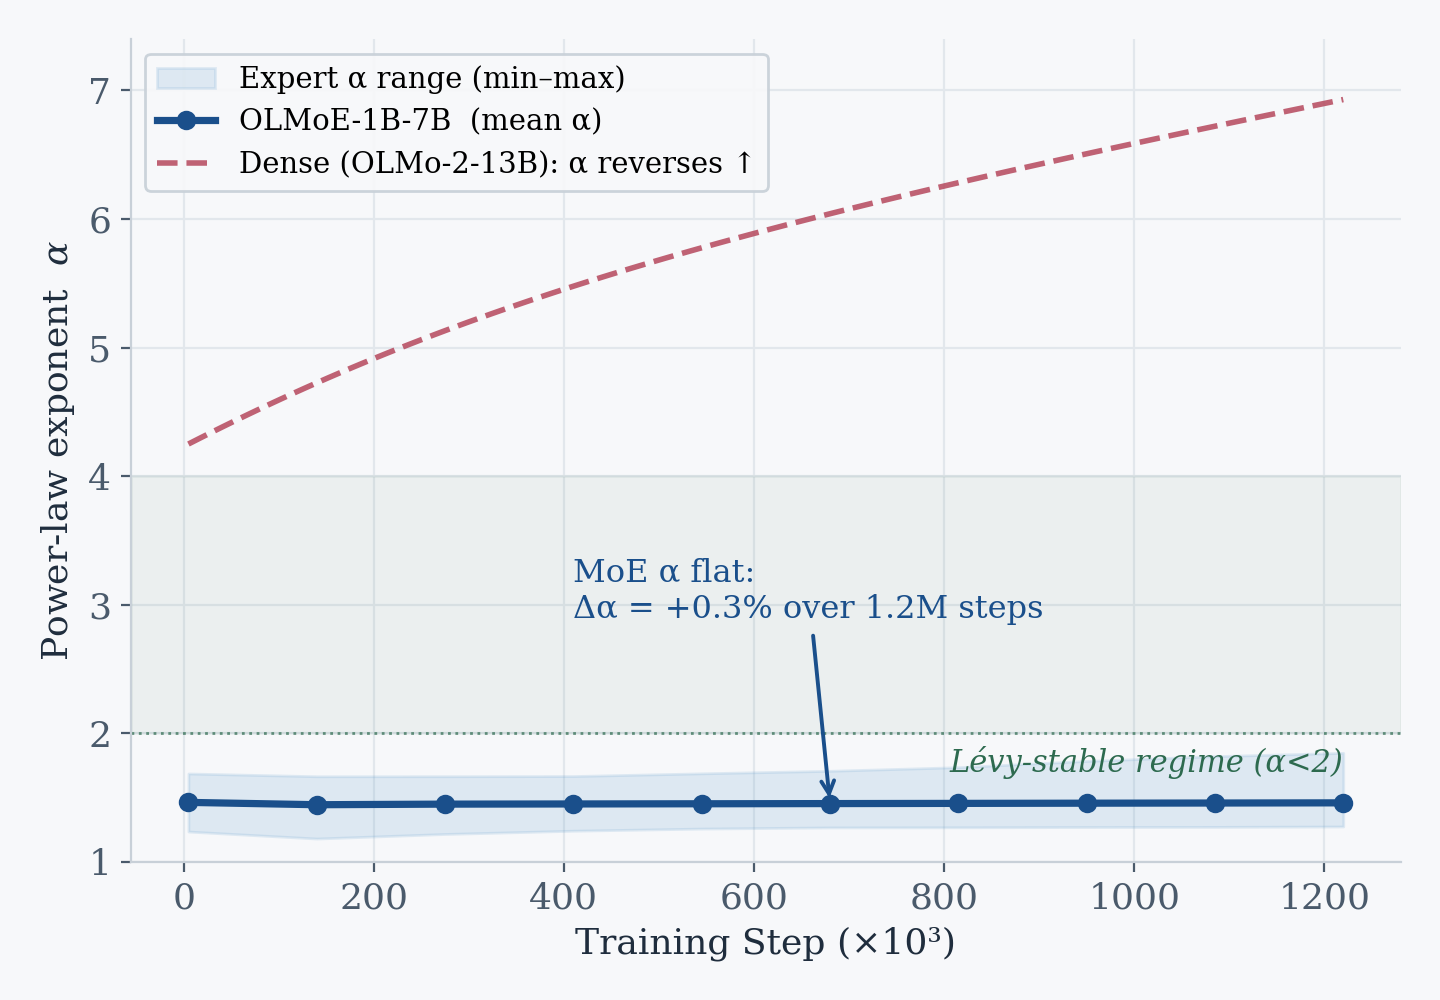 Expert α range (min–max)
OLMoE-1B-7B  (mean α)
Dense (OLMo-2-13B): α reverses ↑
Power-law exponent  α
7
6
5
4
3
2
1
MoE α flat:
Δα = +0.3% over 1.2M steps
Lévy-stable regime (α<2)
0
200
400
600
800
1000
1200
Training Step (×10³)